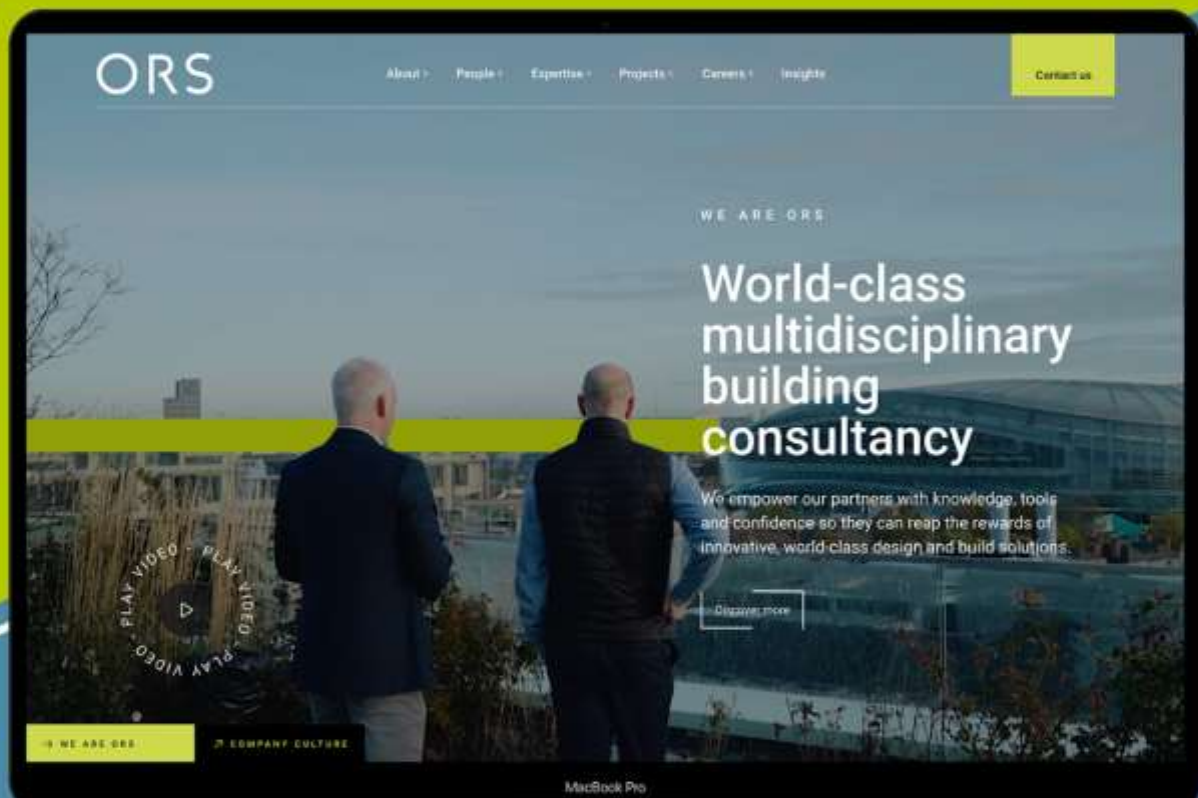 ORS
About People Expertise Projects Careers Insights
Contact us
WE ARE ORS
World-class
multidisciplinary
building
consultancy
We empower our partners with knowledge, tools
and confidence so they can reap the rewards of
innovative, world-class design and build solutions.
Discover more
PLAY VIDEO · PLAY VIDEO · PLAY VIDEO ·
WE ARE ORS
COMPANY CULTURE
MacBook Pro